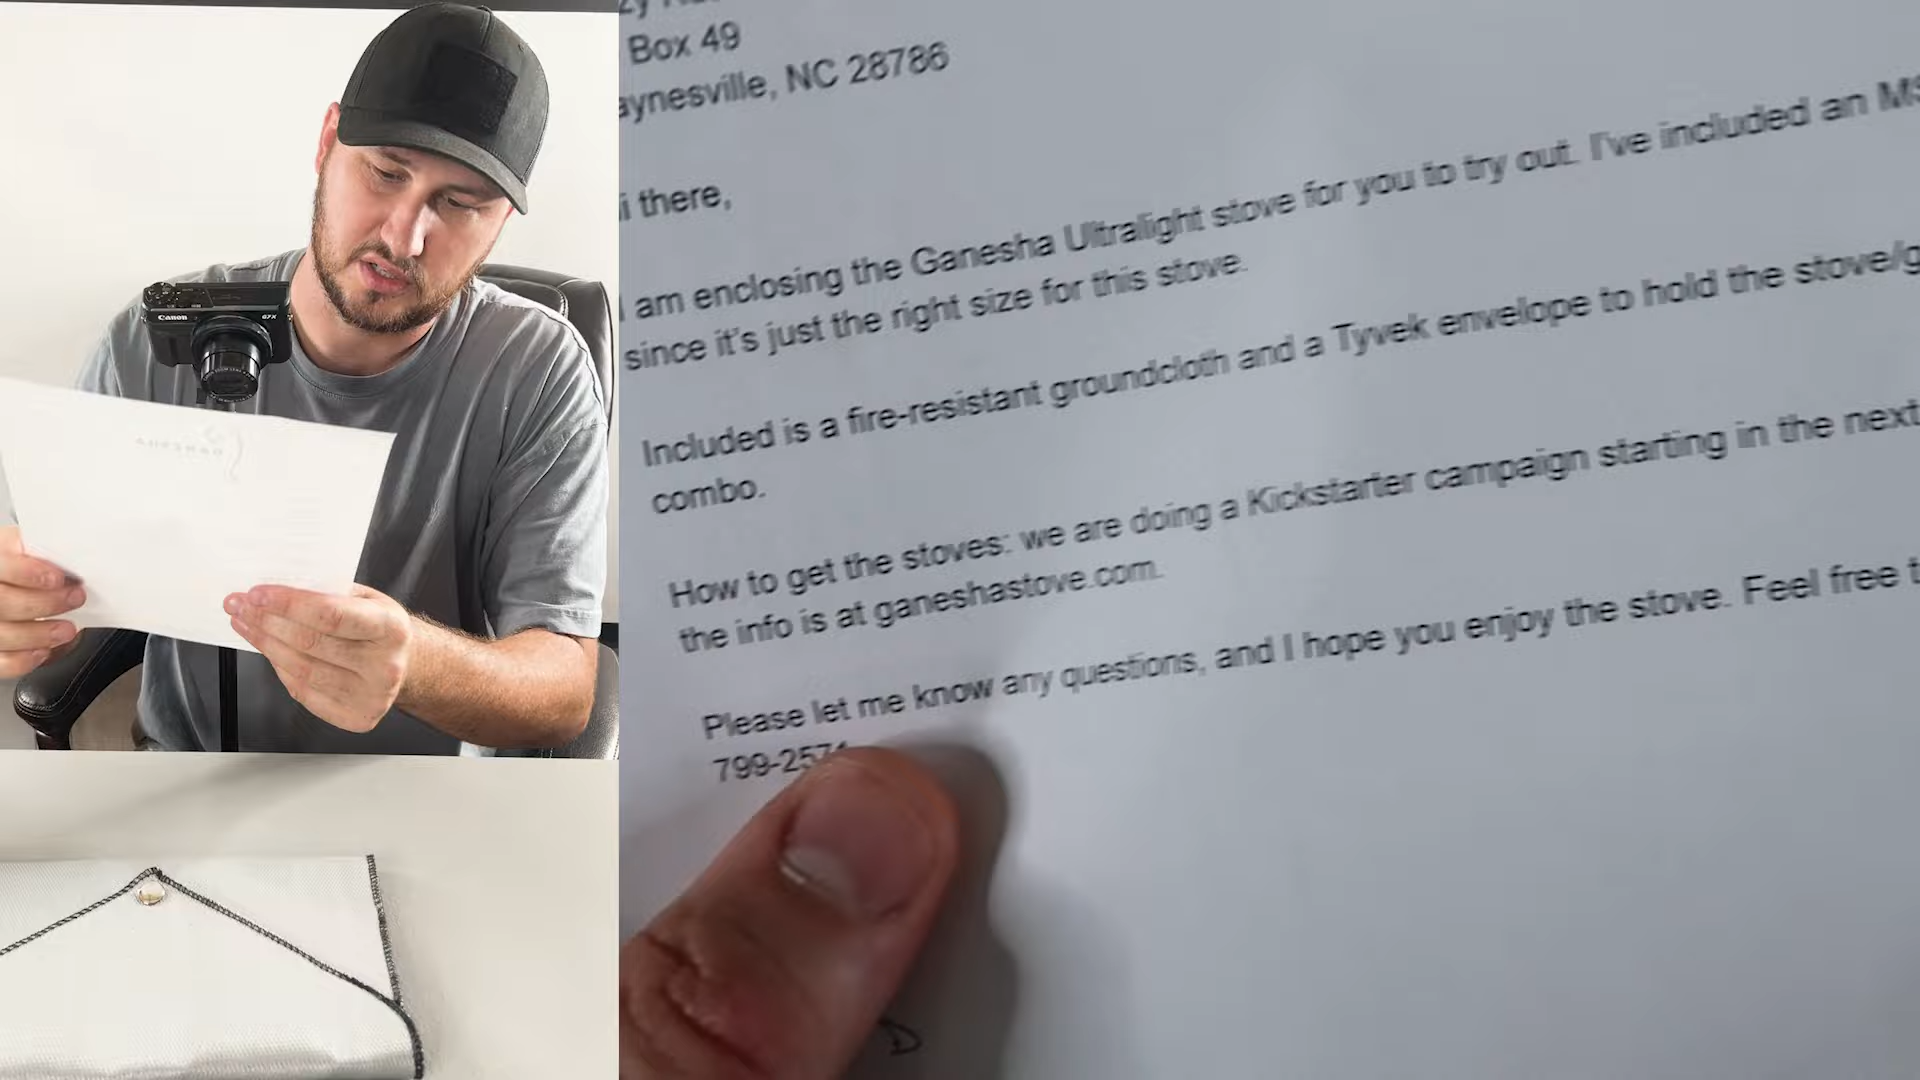 Box 49
aynesville, NC 28786
i there,
I am enclosing the Ganesha Ultralight stove for you to try out. I've included an MS
since it's just the right size for this stove.
Included is a fire-resistant groundcloth and a Tyvek envelope to hold the stove/g
combo.
How to get the stoves: we are doing a Kickstarter campaign starting in the next
the info is at ganeshastove.com.
Please let me know any questions, and I hope you enjoy the stove. Feel free t
799-2571
Canon G7X
GANESHA